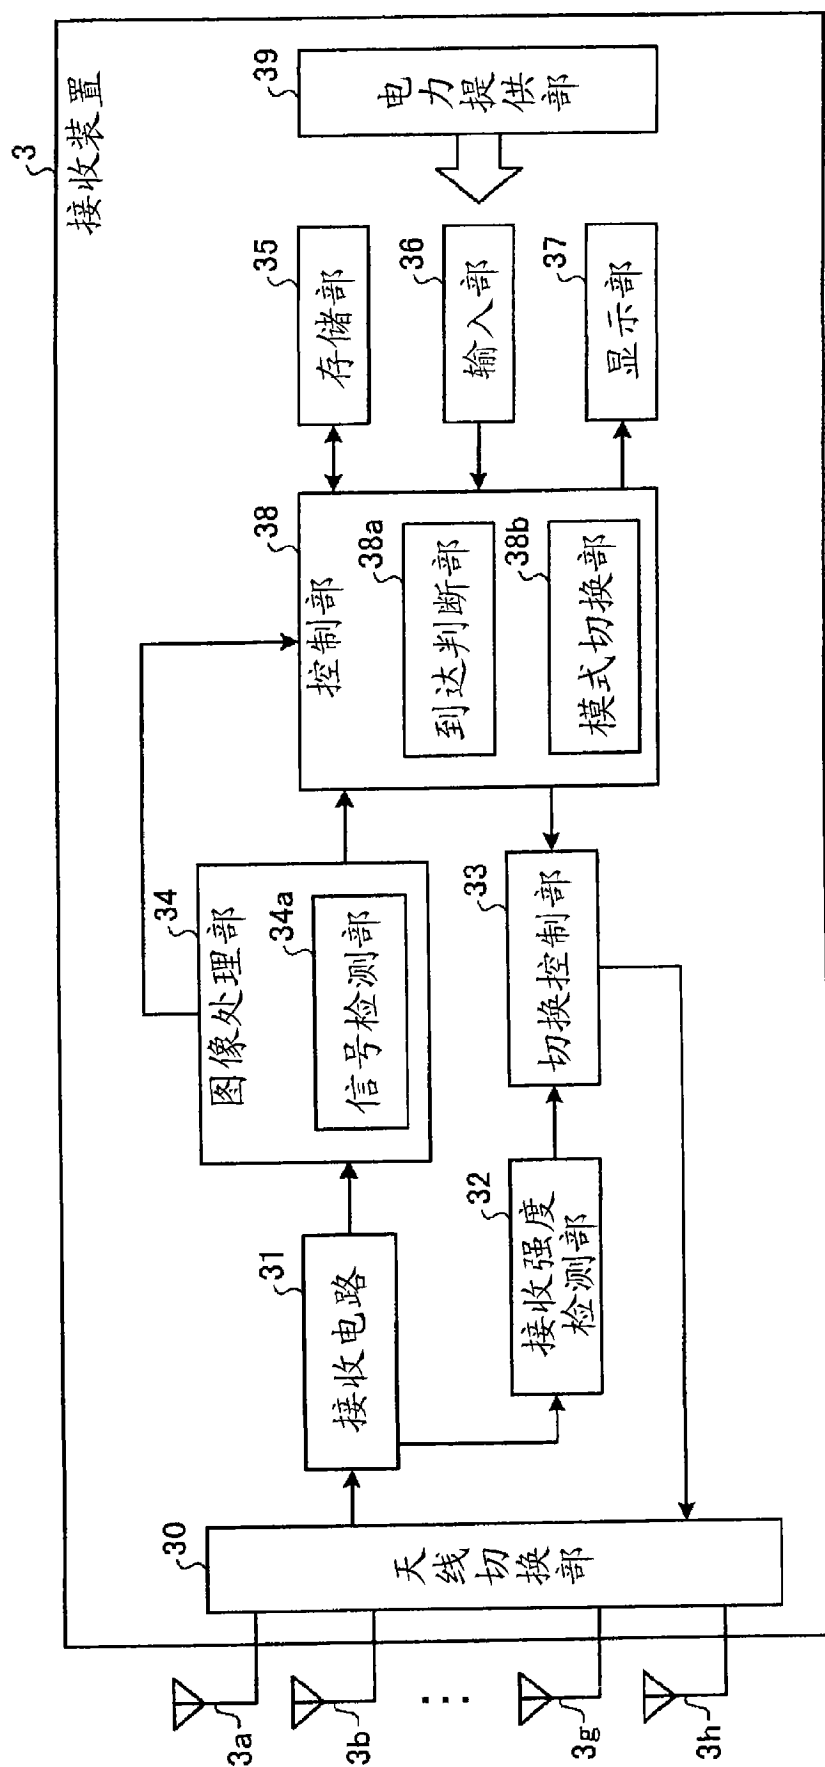 3
接收装置
3a
3b
⋮
3g
3h
30
天线切换部
31
接收电路
32
接收强度
检测部
33
切换控制部
34
图像处理部
34a
信号检测部
38
控制部
38a
到达判断部
38b
模式切换部
35
存储部
36
输入部
37
显示部
39
电力提供部